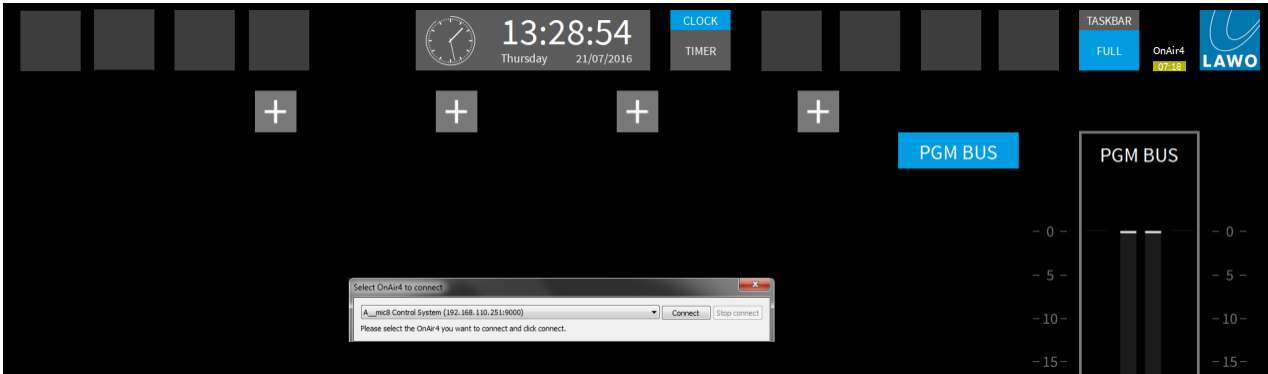 13:28:54
Thursday 21/07/2016
CLOCK
TIMER
TASKBAR
FULL
OnAir4
07:18
LAWO
PGM BUS
PGM BUS
- 0 - - 0 -
- 5 - - 5 -
- 10 - - 10 -
- 15 - - 15 -
Select OnAir4 to connect
A__mic8 Control System (192.168.110.251:9000) Connect Stop connect
Please select the OnAir4 you want to connect and click connect.